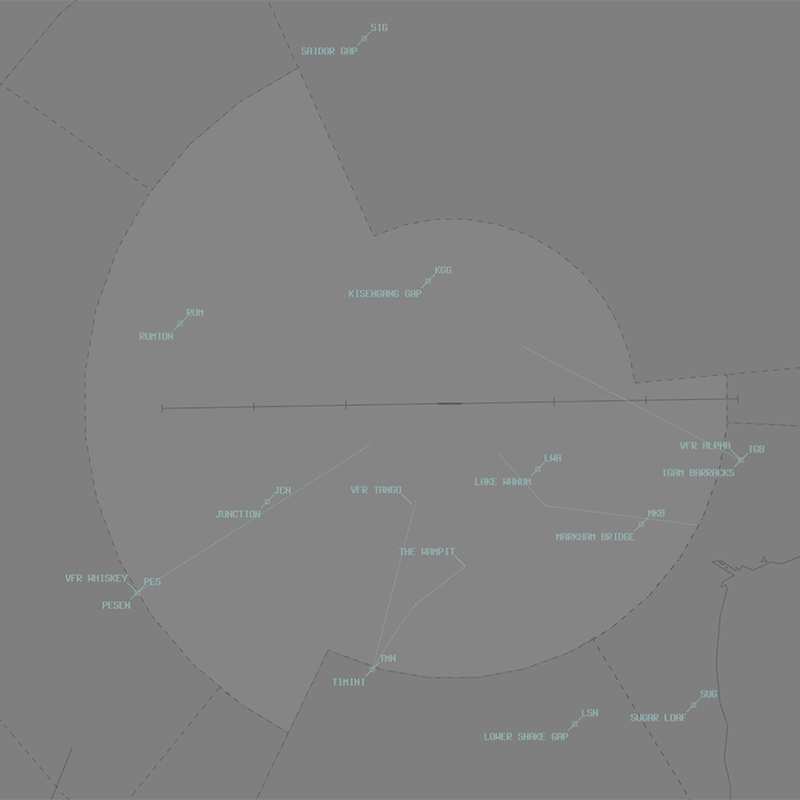 SIG
SAIDOR GAP
KGG
KISENGANG GAP
RUM
RUMION
VFR ALPHA
IGB
IGAM BARRACKS
LWA
LAKE WANUM
JCN
JUNCTION
VFR TANGO
MKB
MARKHAM BRIDGE
THE WAMPIT
VFR WHISKEY
PES
PESEN
TMN
TIMINI
SUG
SUGAR LOAF
LSH
LOWER SNAKE GAP